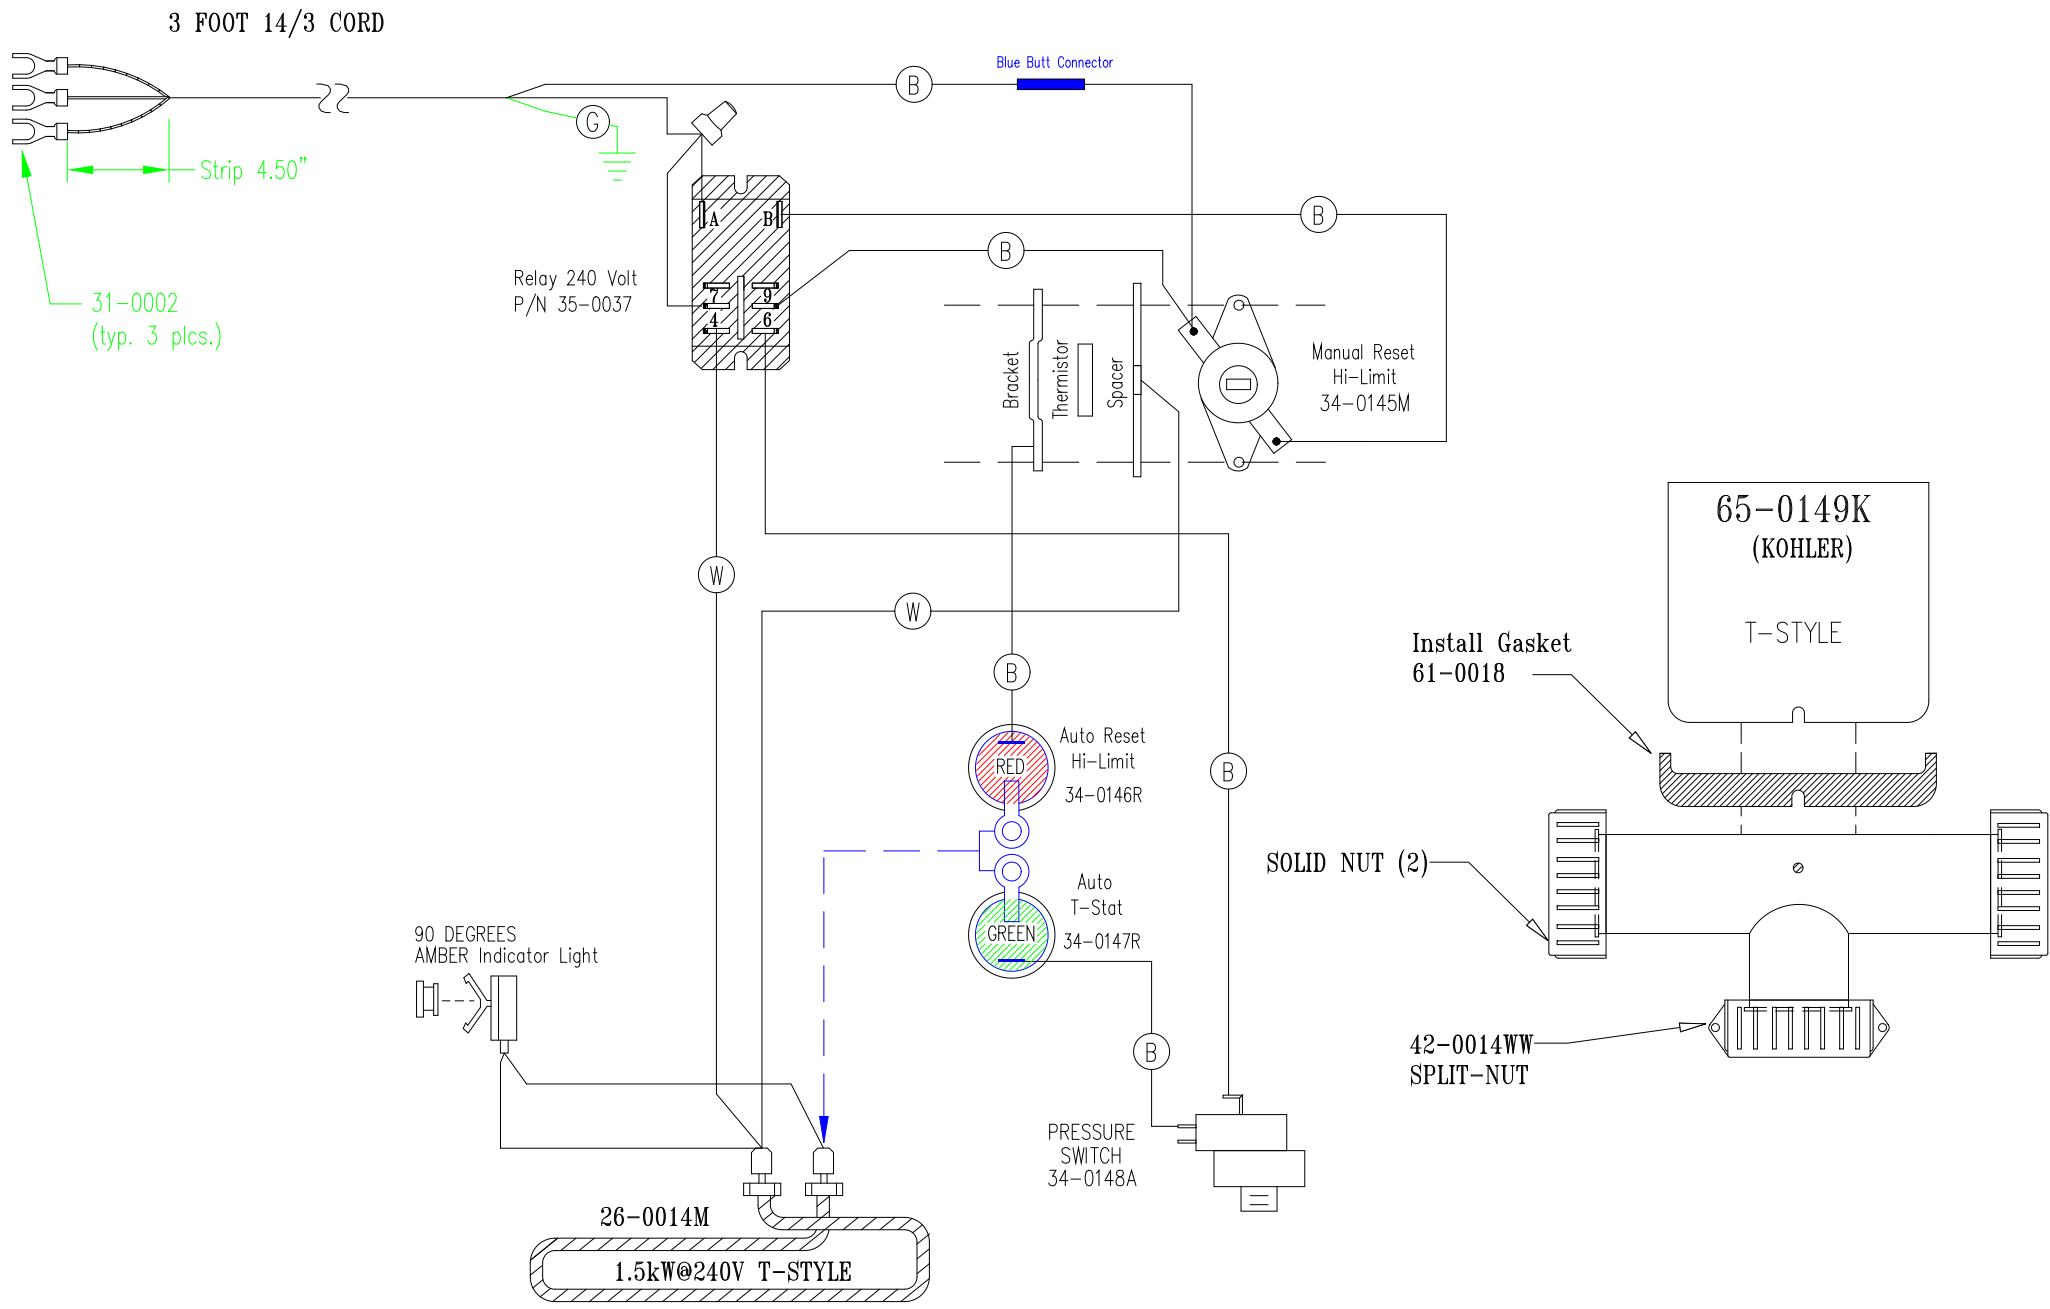 3 FOOT 14/3 CORD
Blue Butt Connector
B
G
Strip 4.50"
A B
B
B
Relay 240 Volt
P/N 35-0037
7 9
4 6
31-0002
(typ. 3 plcs.)
Bracket
Thermistor
Spacer
Manual Reset
Hi-Limit
34-0145M
65-0149K
(KOHLER)
T-STYLE
W
W
B
Install Gasket
61-0018
Auto Reset
Hi-Limit
34-0146R
RED
B
SOLID NUT (2)
Auto
T-Stat
34-0147R
GREEN
90 DEGREES
AMBER Indicator Light
B
42-0014WW
SPLIT-NUT
PRESSURE
SWITCH
34-0148A
26-0014M
1.5kW@240V T-STYLE